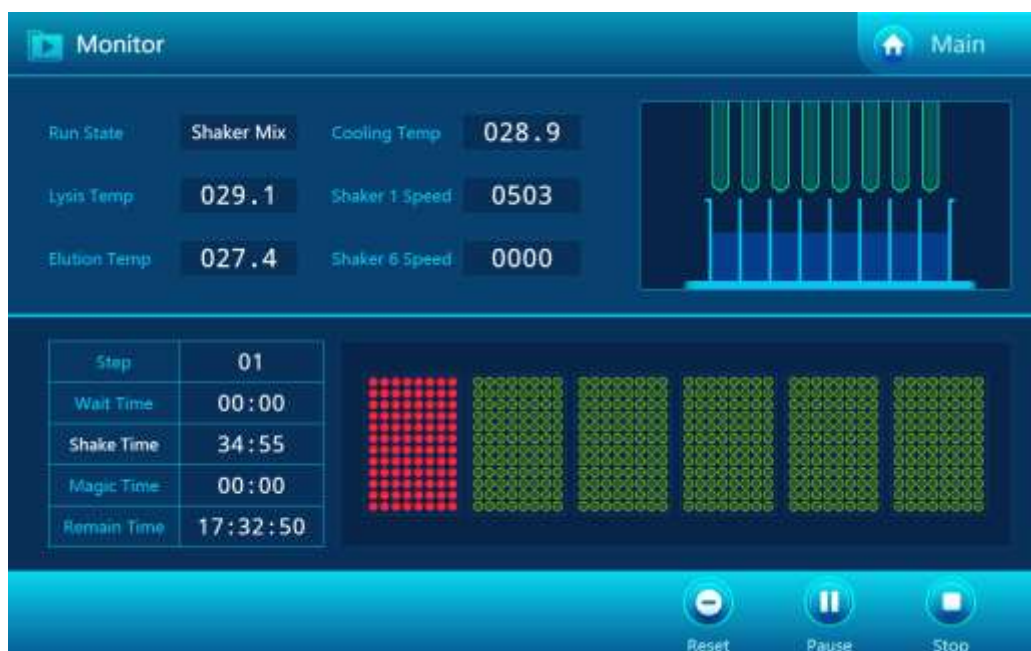 Monitor
Main
Run State Shaker Mix Cooling Temp 028.9
Lysis Temp 029.1 Shaker 1 Speed 0503
Elution Temp 027.4 Shaker 6 Speed 0000
Step 01
Wait Time 00:00
Shake Time 34:55
Magic Time 00:00
Remain Time 17:32:50
Reset Pause Stop